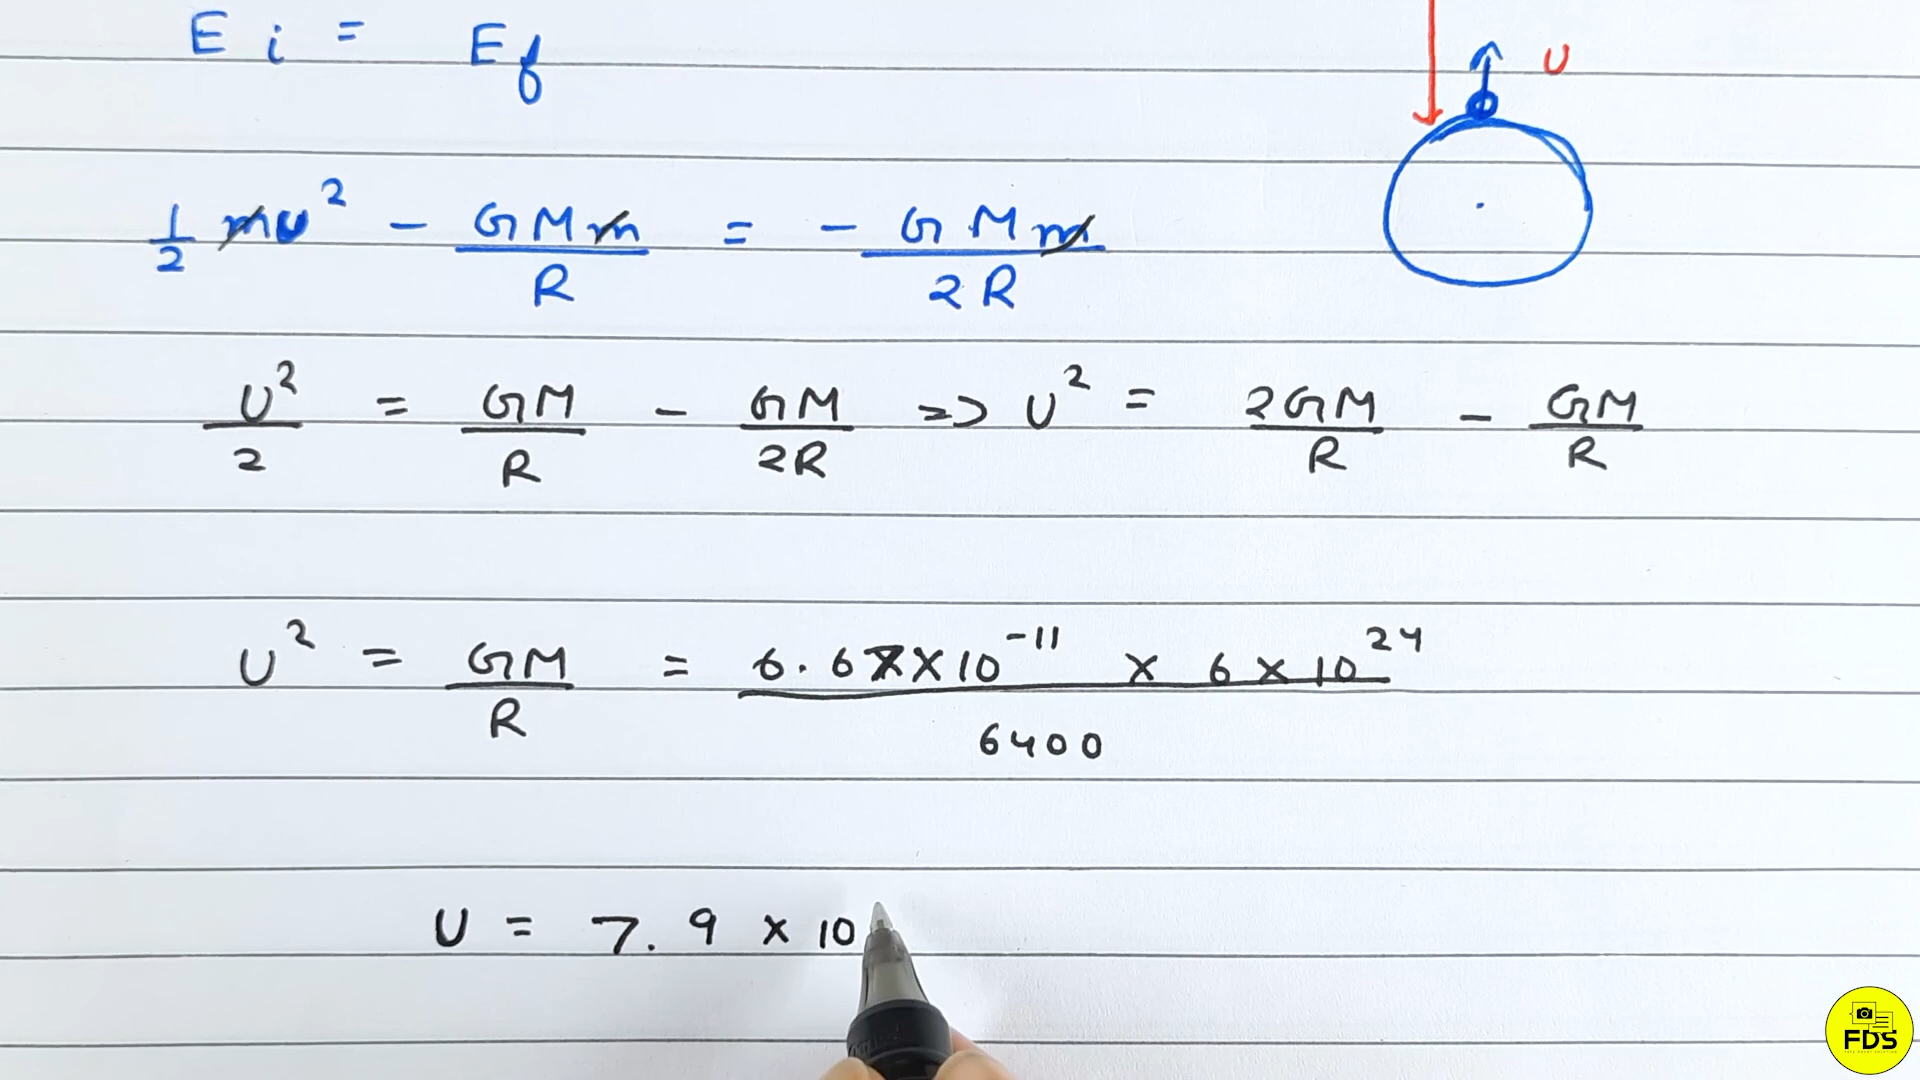 E i = Ef
U
1/2 mu² - GMm/R = - GMm/2R
U²/2 = GM/R - GM/2R => U² = 2GM/R - GM/R
U² = GM/R = 6.67 x 10⁻¹¹ x 6 x 10²⁴ / 6400
U = 7.9 x 10
FDS